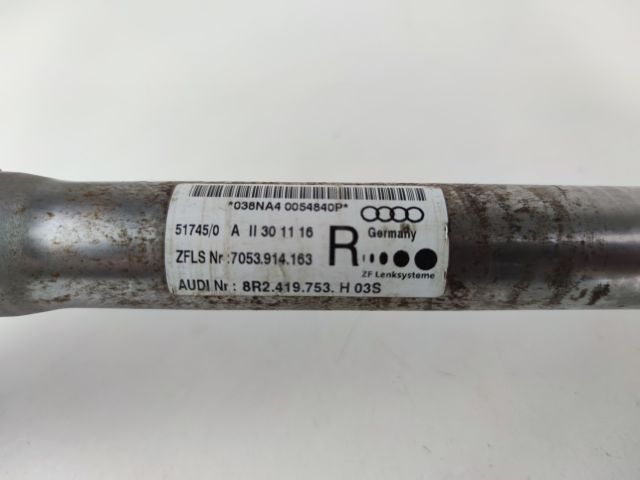 *038NA4 0054840P*
51745/0 A II 30 11 16 R Germany
ZFLS Nr :7053.914.163 ZF Lenksysteme
AUDI Nr : 8R2.419.753. H 03S